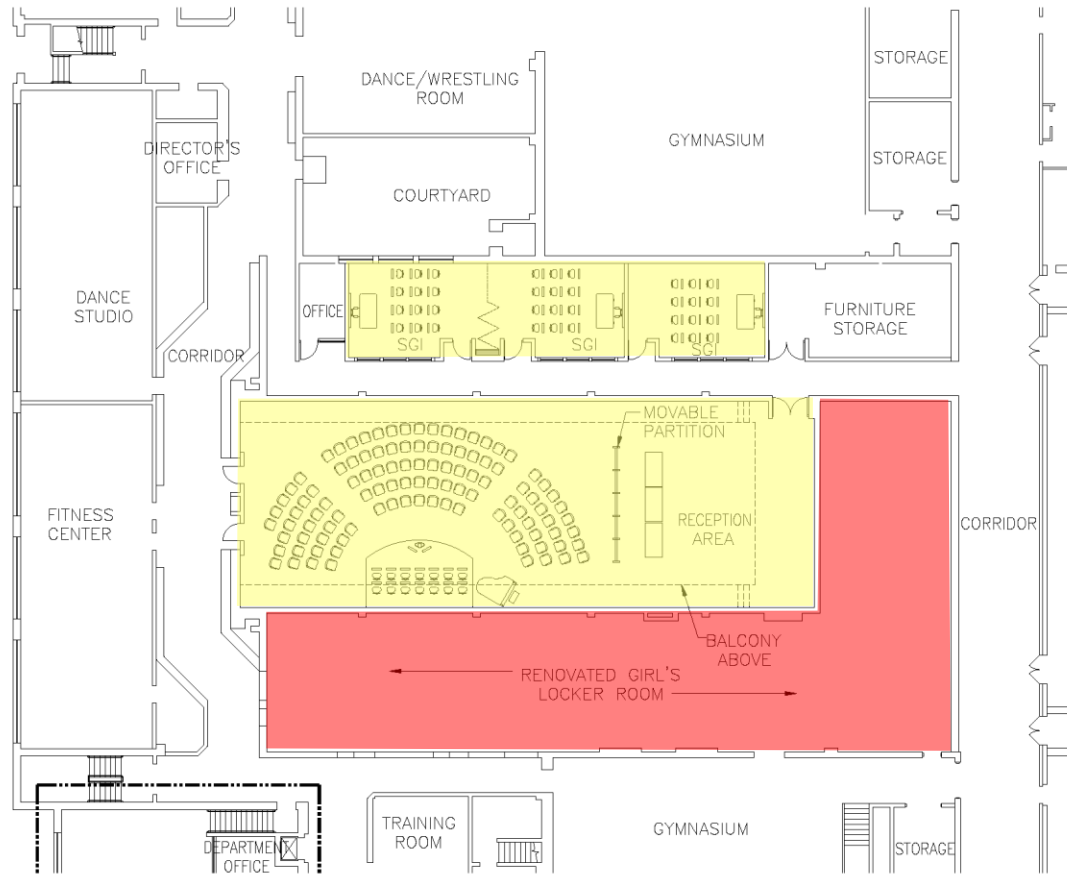 STORAGE
DANCE/WRESTLING
ROOM
GYMNASIUM
DIRECTOR'S
OFFICE
STORAGE
COURTYARD
DANCE
STUDIO
OFFICE
FURNITURE
STORAGE
SGI
SGI
SGI
CORRIDOR
MOVABLE
PARTITION
FITNESS
CENTER
RECEPTION
AREA
CORRIDOR
BALCONY
ABOVE
RENOVATED GIRL'S
LOCKER ROOM
TRAINING
ROOM
GYMNASIUM
DEPARTMENT
OFFICE
STORAGE